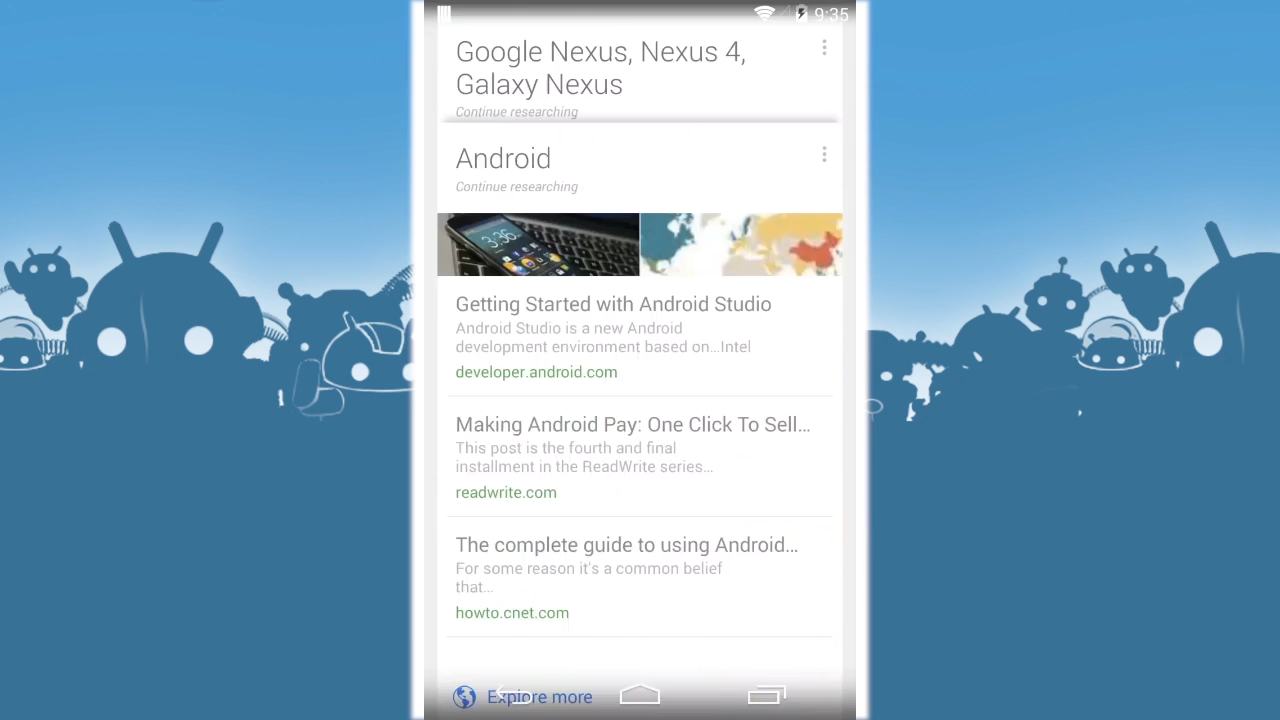 9:35
Google Nexus, Nexus 4,
Galaxy Nexus
Continue researching
Android
Continue researching
3:36
Getting Started with Android Studio
Android Studio is a new Android
development environment based on...Intel
developer.android.com
Making Android Pay: One Click To Sell...
This post is the fourth and final
installment in the ReadWrite series...
readwrite.com
The complete guide to using Android...
For some reason it's a common belief
that...
howto.cnet.com
Explore more